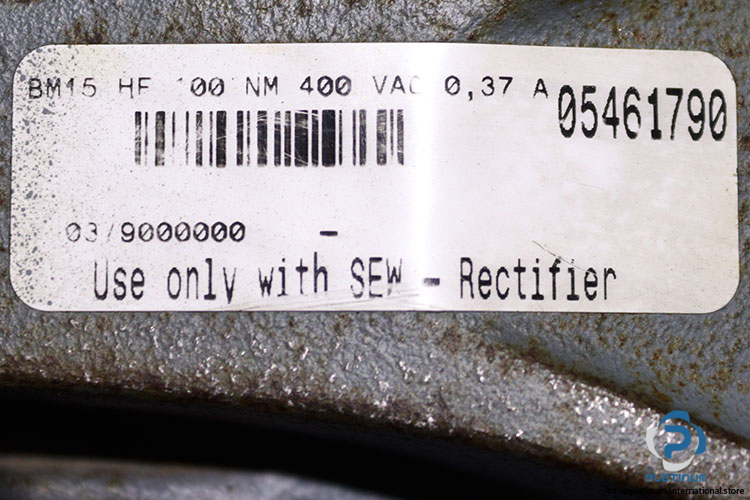 BM15 HF 100 NM 400 VAC 0,37 A
05461790
03/9000000 -
Use only with SEW - Rectifier